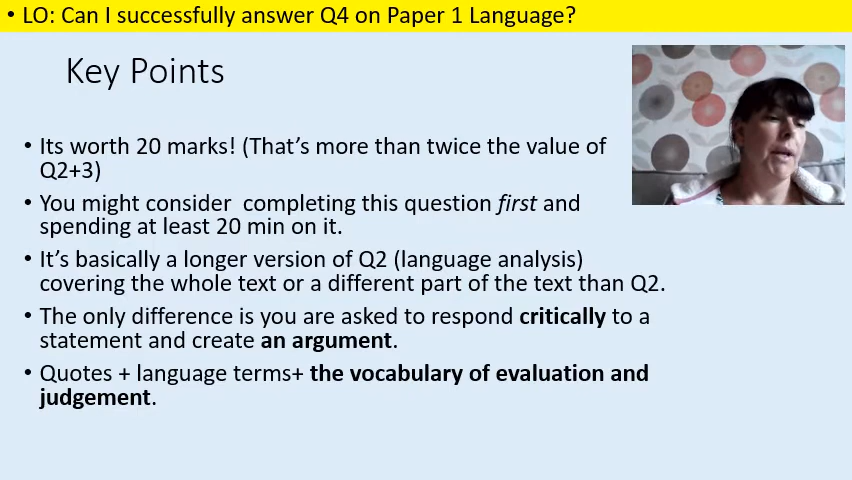 • LO: Can I successfully answer Q4 on Paper 1 Language?
Key Points
• Its worth 20 marks! (That's more than twice the value of
Q2+3)
• You might consider completing this question first and
spending at least 20 min on it.
• It's basically a longer version of Q2 (language analysis)
covering the whole text or a different part of the text than Q2.
• The only difference is you are asked to respond critically to a
statement and create an argument.
• Quotes + language terms+ the vocabulary of evaluation and
judgement.